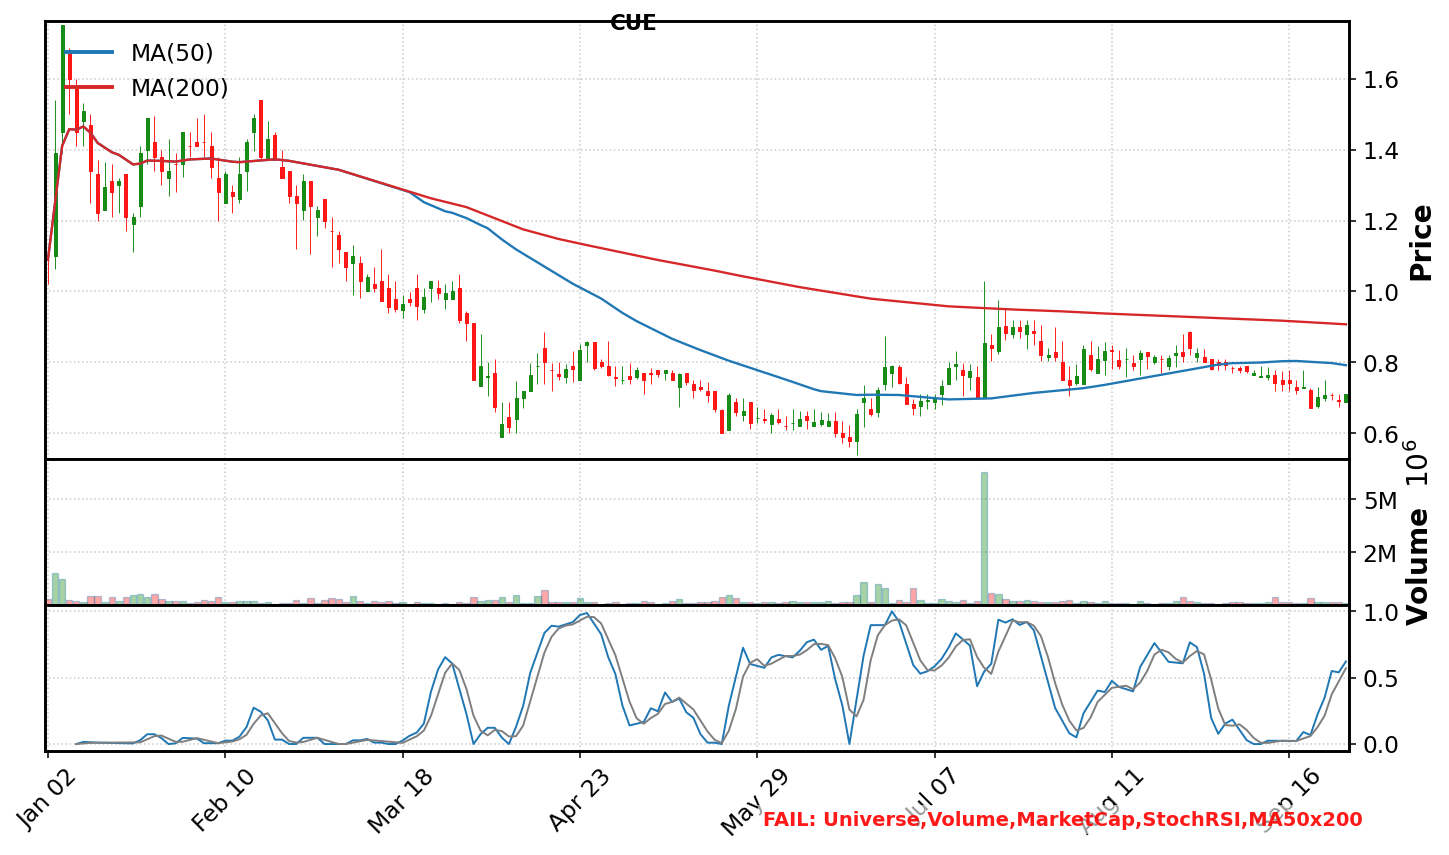 CUE
MA(50)
MA(200)
1.6
1.4
1.2
1.0
0.8
0.6
Price
10^6
5M
2M
Volume
1.0
0.5
0.0
Jan 02
Feb 10
Mar 18
Apr 23
May 29
Jul 07
Aug 11
Sep 16
FAIL: Universe,Volume,MarketCap,StochRSI,MA50x200